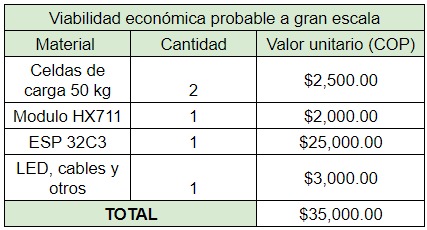 Viabilidad económica probable a gran escala
Material Cantidad Valor unitario (COP)
Celdas de
carga 50 kg 2 $2,500.00
Modulo HX711 1 $2,000.00
ESP 32C3 1 $25,000.00
LED, cables y
otros 1 $3,000.00
TOTAL $35,000.00